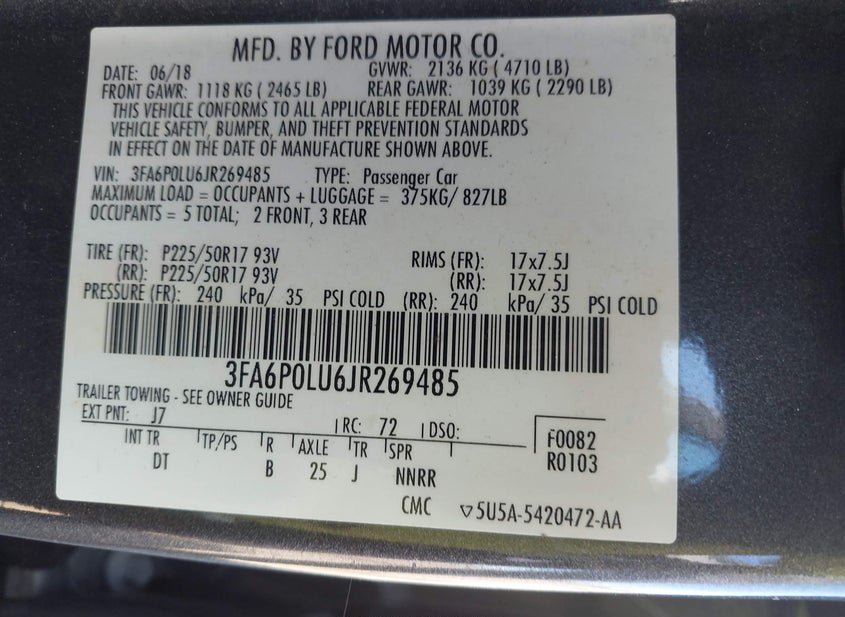 MFD. BY FORD MOTOR CO.
DATE: 06/18 GVWR: 2136 KG ( 4710 LB)
FRONT GAWR: 1118 KG ( 2465 LB) REAR GAWR: 1039 KG ( 2290 LB)
THIS VEHICLE CONFORMS TO ALL APPLICABLE FEDERAL MOTOR
VEHICLE SAFETY, BUMPER, AND THEFT PREVENTION STANDARDS
IN EFFECT ON THE DATE OF MANUFACTURE SHOWN ABOVE.
VIN: 3FA6P0LU6JR269485 TYPE: Passenger Car
MAXIMUM LOAD = OCCUPANTS + LUGGAGE = 375KG/ 827LB
OCCUPANTS = 5 TOTAL; 2 FRONT, 3 REAR
TIRE (FR): P225/50R17 93V RIMS (FR): 17x7.5J
(RR): P225/50R17 93V (RR): 17x7.5J
PRESSURE (FR): 240 kPa/ 35 PSI COLD (RR): 240 kPa/ 35 PSI COLD
3FA6P0LU6JR269485
TRAILER TOWING - SEE OWNER GUIDE
EXT PNT: J7 RC: 72 DSO: F0082
INT TR TP/PS R AXLE TR SPR R0103
DT B 25 J NNRR
CMC ▽5U5A-5420472-AA